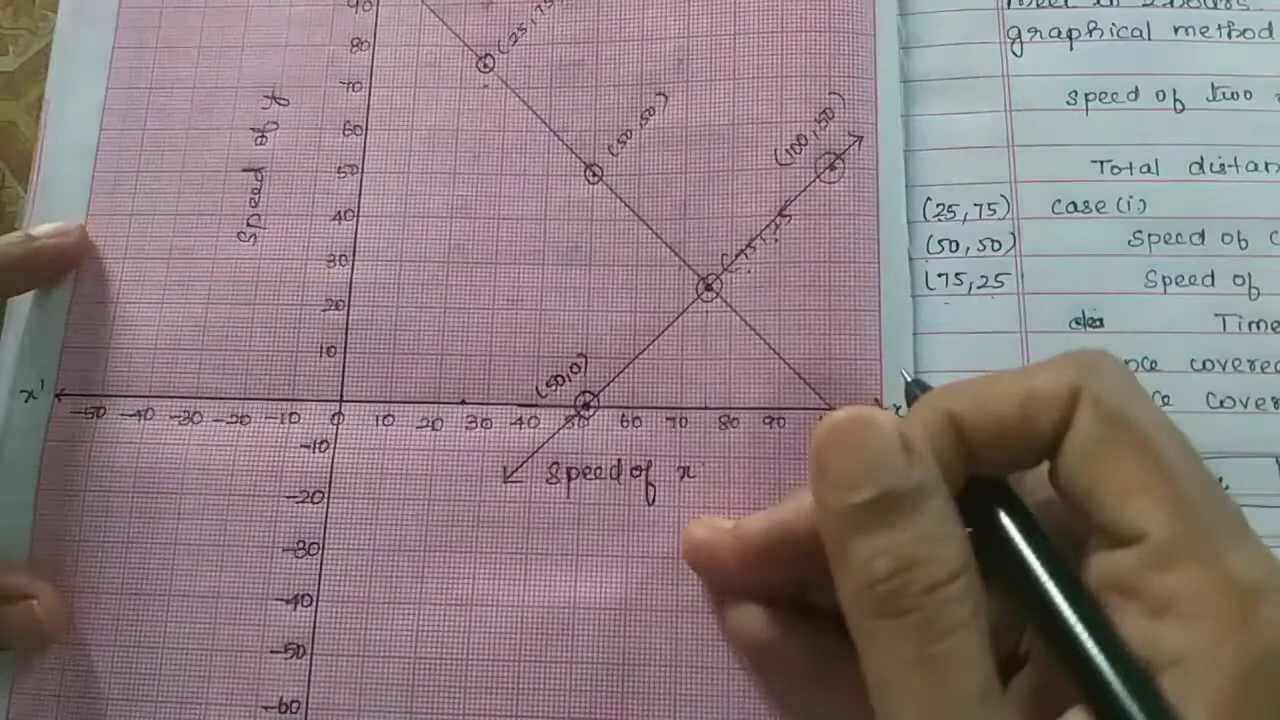 90
80
(25,75
70
60
50
40
30
20
10
Speed of y
(50,50)
(100,50)
(75,25
(50,0)
x'
-50 -40 -30 -20 -10 0 10 20 30 40 50 60 70 80 90
x
-10
-20
-30
-40
-50
-60
Speed of x
graphical method
Speed of two
Total distan
(25,75) case(i)
(50,50) Speed of
(75,25 Speed of
Time
nce covered
ce cover